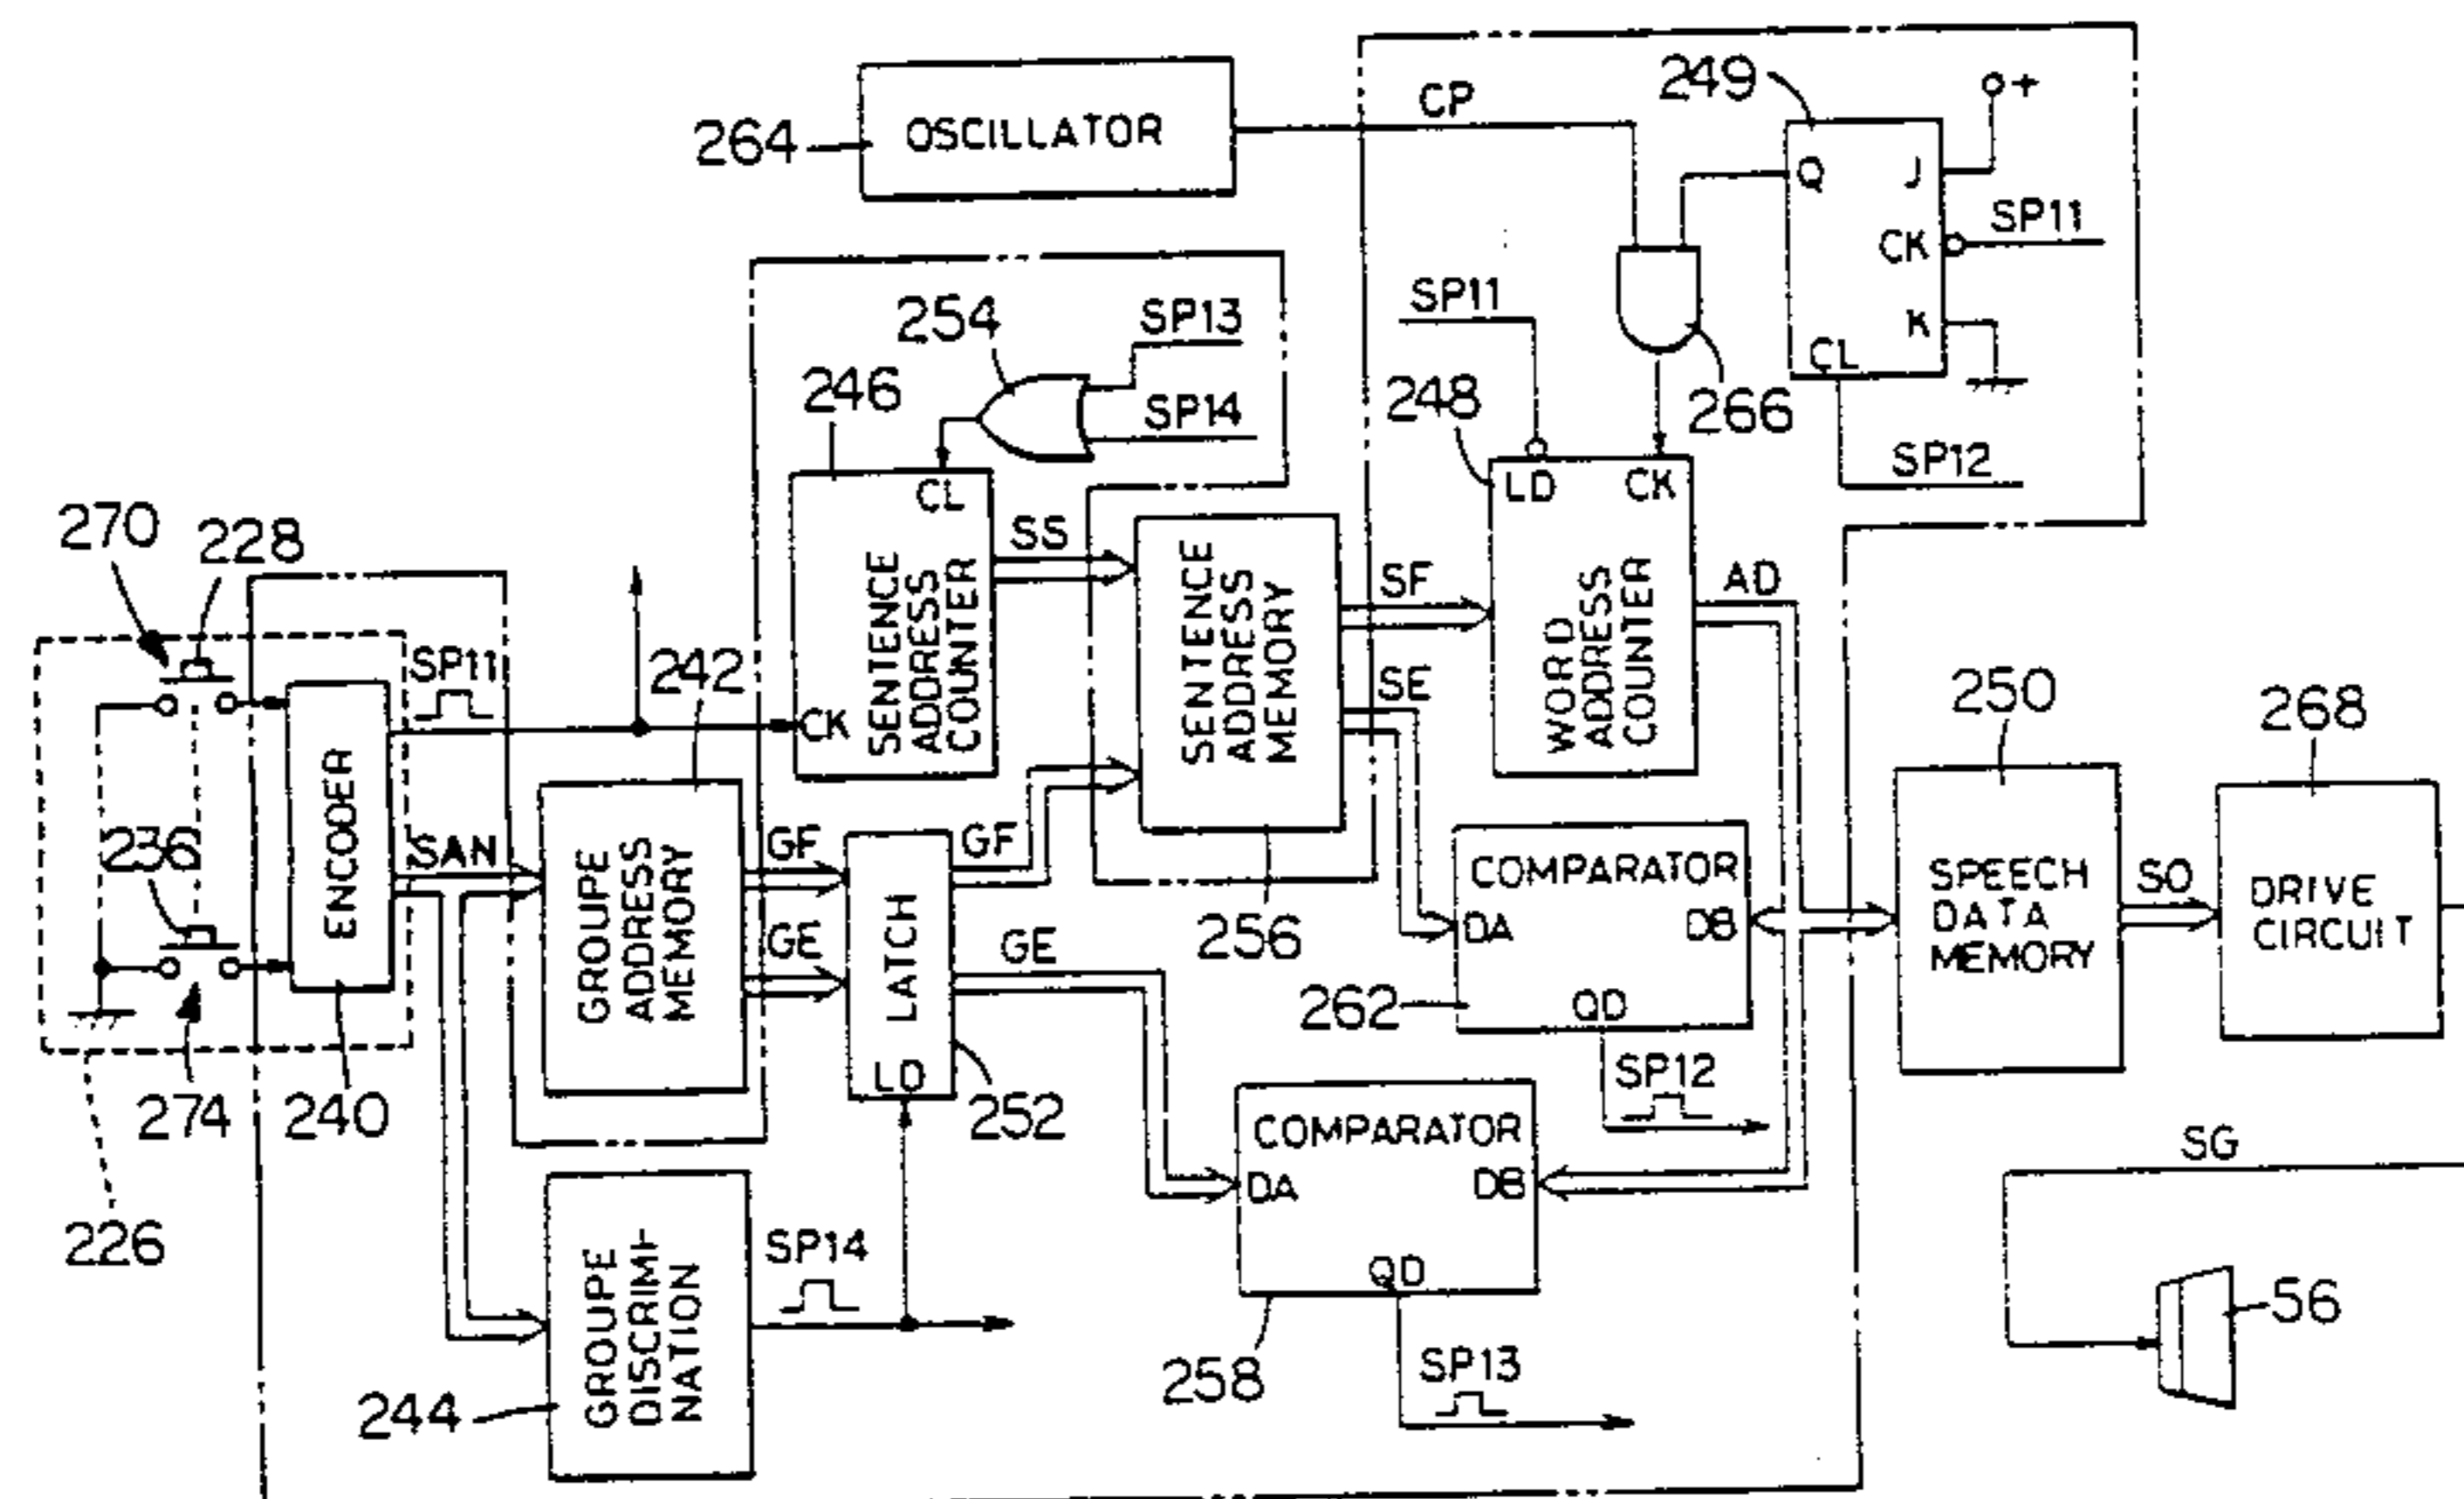 264
OSCILLATOR
CP
249
+
Q
J
CK
SP11
K
CL
SP12
266
SP11
248
LD
CK
WORD
ADDRESS
COUNTER
AD
254
SP13
SP14
246
CL
SENTENCE
ADDRESS
COUNTER
CK
SS
SENTENCE
ADDRESS
MEMORY
256
SF
SE
270
228
SP11
236
ENCODER
SAN
274
240
226
242
GROUPE
ADDRESS
MEMORY
GF
GE
LATCH
LD
252
GF
GE
COMPARATOR
DA
DB
QD
262
SP12
COMPARATOR
DA
DB
QD
258
SP13
GROUPE
DISCRIMI-
NATION
244
SP14
250
SPEECH
DATA
MEMORY
SO
268
DRIVE
CIRCUIT
SG
56